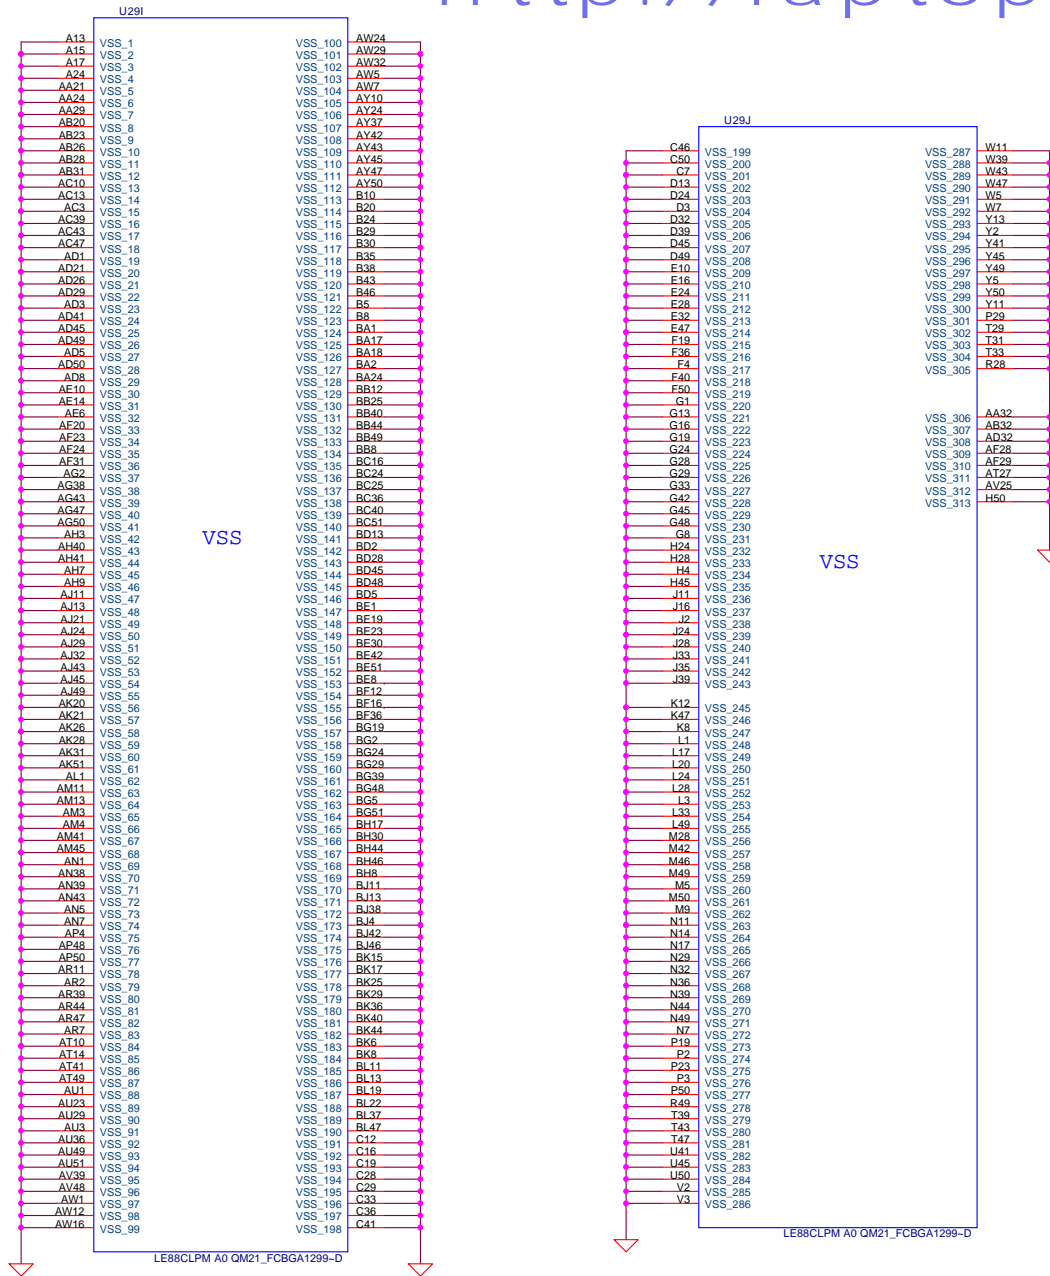 http://laptop
U29I
A13 VSS_1 VSS_100 AW24
A15 VSS_2 VSS_101 AW29
A17 VSS_3 VSS_102 AW32
A24 VSS_4 VSS_103 AW5
AA21 VSS_5 VSS_104 AW7
AA24 VSS_6 VSS_105 AY10
AA29 VSS_7 VSS_106 AY24
AB20 VSS_8 VSS_107 AY37
AB23 VSS_9 VSS_108 AY42
AB26 VSS_10 VSS_109 AY43
AB28 VSS_11 VSS_110 AY45
AB31 VSS_12 VSS_111 AY47
AC10 VSS_13 VSS_112 AY50
AC13 VSS_14 VSS_113 B10
AC3 VSS_15 VSS_114 B20
AC39 VSS_16 VSS_115 B24
AC43 VSS_17 VSS_116 B29
AC47 VSS_18 VSS_117 B30
AD1 VSS_19 VSS_118 B35
AD21 VSS_20 VSS_119 B38
AD26 VSS_21 VSS_120 B43
AD29 VSS_22 VSS_121 B46
AD3 VSS_23 VSS_122 B5
AD41 VSS_24 VSS_123 B8
AD45 VSS_25 VSS_124 BA1
AD49 VSS_26 VSS_125 BA17
AD5 VSS_27 VSS_126 BA18
AD50 VSS_28 VSS_127 BA2
AD8 VSS_29 VSS_128 BA24
AE10 VSS_30 VSS_129 BB12
AE14 VSS_31 VSS_130 BB25
AE6 VSS_32 VSS_131 BB40
AF20 VSS_33 VSS_132 BB44
AF23 VSS_34 VSS_133 BB49
AF24 VSS_35 VSS_134 BB8
AF31 VSS_36 VSS_135 BC16
AG2 VSS_37 VSS_136 BC24
AG38 VSS_38 VSS_137 BC25
AG43 VSS_39 VSS_138 BC36
AG47 VSS_40 VSS_139 BC40
AG50 VSS_41 VSS_140 BC51
AH3 VSS_42 VSS_141 BD13
AH40 VSS_43 VSS_142 BD2
AH41 VSS_44 VSS_143 BD28
AH7 VSS_45 VSS_144 BD45
AH9 VSS_46 VSS_145 BD48
AJ11 VSS_47 VSS_146 BD5
AJ13 VSS_48 VSS_147 BE1
AJ21 VSS_49 VSS_148 BE19
AJ24 VSS_50 VSS_149 BE23
AJ29 VSS_51 VSS_150 BE30
AJ32 VSS_52 VSS_151 BE42
AJ43 VSS_53 VSS_152 BE51
AJ45 VSS_54 VSS_153 BE8
AJ49 VSS_55 VSS_154 BF12
AK20 VSS_56 VSS_155 BF16
AK21 VSS_57 VSS_156 BF36
AK26 VSS_58 VSS_157 BG19
AK28 VSS_59 VSS_158 BG2
AK31 VSS_60 VSS_159 BG24
AK51 VSS_61 VSS_160 BG29
AL1 VSS_62 VSS_161 BG39
AM11 VSS_63 VSS_162 BG48
AM13 VSS_64 VSS_163 BG5
AM3 VSS_65 VSS_164 BG51
AM4 VSS_66 VSS_165 BH17
AM41 VSS_67 VSS_166 BH30
AM45 VSS_68 VSS_167 BH44
AN1 VSS_69 VSS_168 BH46
AN38 VSS_70 VSS_169 BH8
AN39 VSS_71 VSS_170 BJ11
AN43 VSS_72 VSS_171 BJ13
AN5 VSS_73 VSS_172 BJ38
AN7 VSS_74 VSS_173 BJ4
AP4 VSS_75 VSS_174 BJ42
AP48 VSS_76 VSS_175 BJ46
AP50 VSS_77 VSS_176 BK15
AR11 VSS_78 VSS_177 BK17
AR2 VSS_79 VSS_178 BK25
AR39 VSS_80 VSS_179 BK29
AR44 VSS_81 VSS_180 BK36
AR47 VSS_82 VSS_181 BK40
AR7 VSS_83 VSS_182 BK44
AT10 VSS_84 VSS_183 BK6
AT14 VSS_85 VSS_184 BK8
AT41 VSS_86 VSS_185 BL11
AT49 VSS_87 VSS_186 BL13
AU1 VSS_88 VSS_187 BL19
AU23 VSS_89 VSS_188 BL22
AU29 VSS_90 VSS_189 BL37
AU3 VSS_91 VSS_190 BL47
AU36 VSS_92 VSS_191 C12
AU49 VSS_93 VSS_192 C16
AU51 VSS_94 VSS_193 C19
AV39 VSS_95 VSS_194 C28
AV48 VSS_96 VSS_195 C29
AW1 VSS_97 VSS_196 C33
AW12 VSS_98 VSS_197 C36
AW16 VSS_99 VSS_198 C41
VSS
LE88CLPM A0 QM21_FCBGA1299~D
U29J
C46 VSS_199 VSS_287 W11
C50 VSS_200 VSS_288 W39
C7 VSS_201 VSS_289 W43
D13 VSS_202 VSS_290 W47
D24 VSS_203 VSS_291 W5
D3 VSS_204 VSS_292 W7
D32 VSS_205 VSS_293 Y13
D39 VSS_206 VSS_294 Y2
D45 VSS_207 VSS_295 Y41
D49 VSS_208 VSS_296 Y45
E10 VSS_209 VSS_297 Y49
E16 VSS_210 VSS_298 Y5
E24 VSS_211 VSS_299 Y50
E28 VSS_212 VSS_300 Y11
E32 VSS_213 VSS_301 P29
E47 VSS_214 VSS_302 T29
F19 VSS_215 VSS_303 T31
F36 VSS_216 VSS_304 T33
F4 VSS_217 VSS_305 R28
F40 VSS_218
F50 VSS_219
G1 VSS_220
G13 VSS_221 VSS_306 AA32
G16 VSS_222 VSS_307 AB32
G19 VSS_223 VSS_308 AD32
G24 VSS_224 VSS_309 AF28
G28 VSS_225 VSS_310 AF29
G29 VSS_226 VSS_311 AT27
G33 VSS_227 VSS_312 AV25
G42 VSS_228 VSS_313 H50
G45 VSS_229
G48 VSS_230
G8 VSS_231
H24 VSS_232
H28 VSS_233
H4 VSS_234
H45 VSS_235
J11 VSS_236
J16 VSS_237
J2 VSS_238
J24 VSS_239
J28 VSS_240
J33 VSS_241
J35 VSS_242
J39 VSS_243
VSS
K12 VSS_245
K47 VSS_246
K8 VSS_247
L1 VSS_248
L17 VSS_249
L20 VSS_250
L24 VSS_251
L28 VSS_252
L3 VSS_253
L33 VSS_254
L49 VSS_255
M28 VSS_256
M42 VSS_257
M46 VSS_258
M49 VSS_259
M5 VSS_260
M50 VSS_261
M9 VSS_262
N11 VSS_263
N14 VSS_264
N17 VSS_265
N29 VSS_266
N32 VSS_267
N36 VSS_268
N39 VSS_269
N44 VSS_270
N49 VSS_271
N7 VSS_272
P19 VSS_273
P2 VSS_274
P23 VSS_275
P3 VSS_276
P50 VSS_277
R49 VSS_278
T39 VSS_279
T43 VSS_280
T47 VSS_281
U41 VSS_282
U45 VSS_283
U50 VSS_284
V2 VSS_285
V3 VSS_286
LE88CLPM A0 QM21_FCBGA1299~D